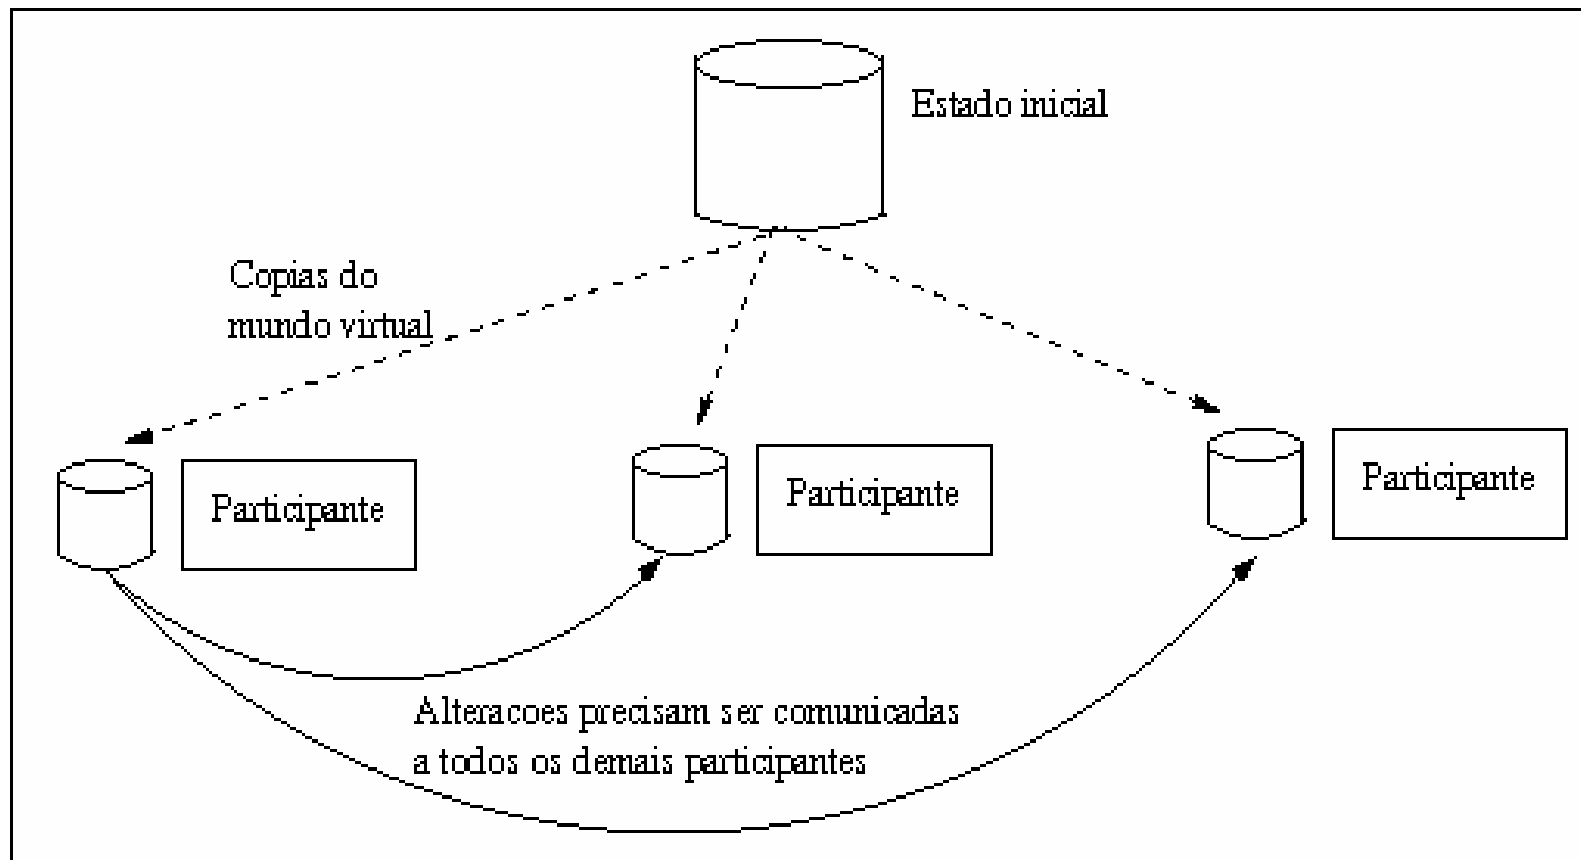 Estado inicial
Copias do
mundo virtual
Participante
Participante
Participante
Alteracoes precisam ser comunicadas
a todos os demais participantes